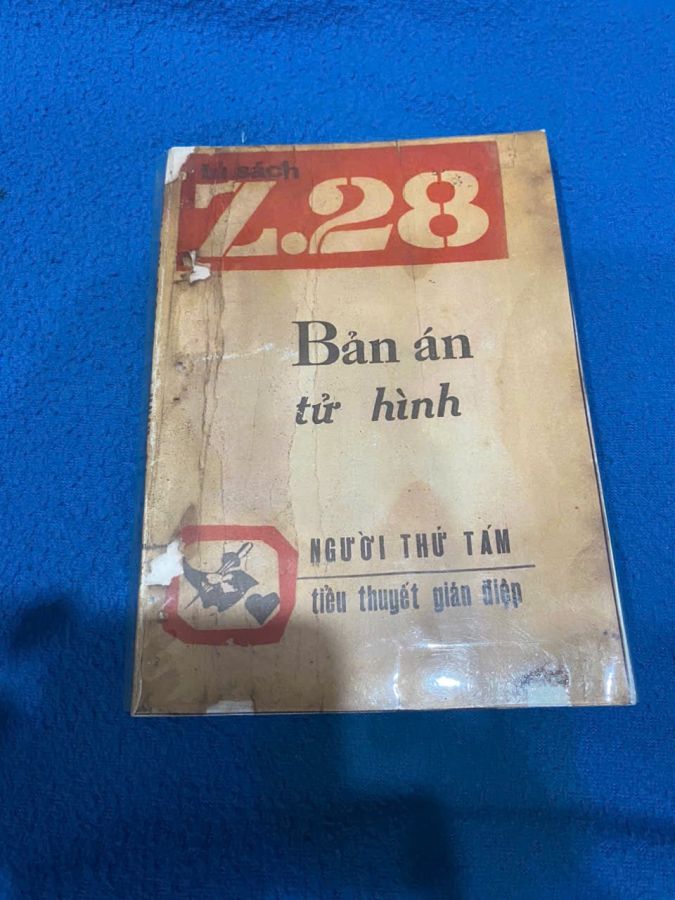 tủ sách
Z.28
Bản án
tử hình
NGƯỜI THỨ TÁM
tiểu thuyết gián điệp